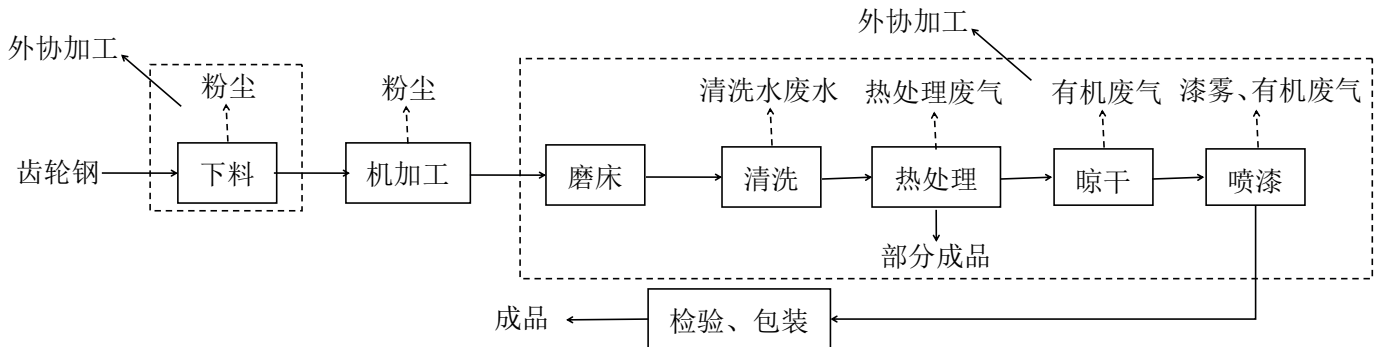 外协加工
外协加工
粉尘
粉尘
清洗水废水
热处理废气
有机废气
漆雾、有机废气
齿轮钢
下料
机加工
磨床
清洗
热处理
晾干
喷漆
部分成品
成品
检验、包装